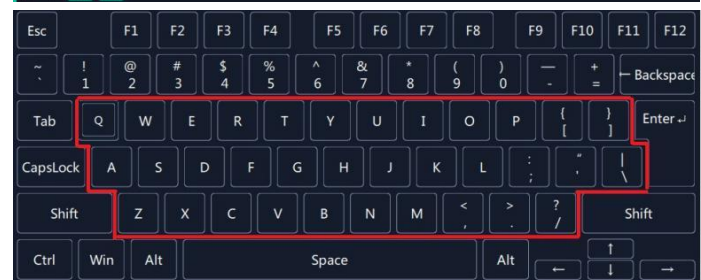 Esc F1 F2 F3 F4 F5 F6 F7 F8 F9 F10 F11 F12
~ ! @ # $ % ^ & * ( ) — +
` 1 2 3 4 5 6 7 8 9 0 - = ← Backspace
Tab Q W E R T Y U I O P { } Enter ↵
[ ]
CapsLock A S D F G H J K L : " |
; ' \
Shift Z X C V B N M < > ? Shift
, . /
Ctrl Win Alt Space Alt ↑
← ↓ →